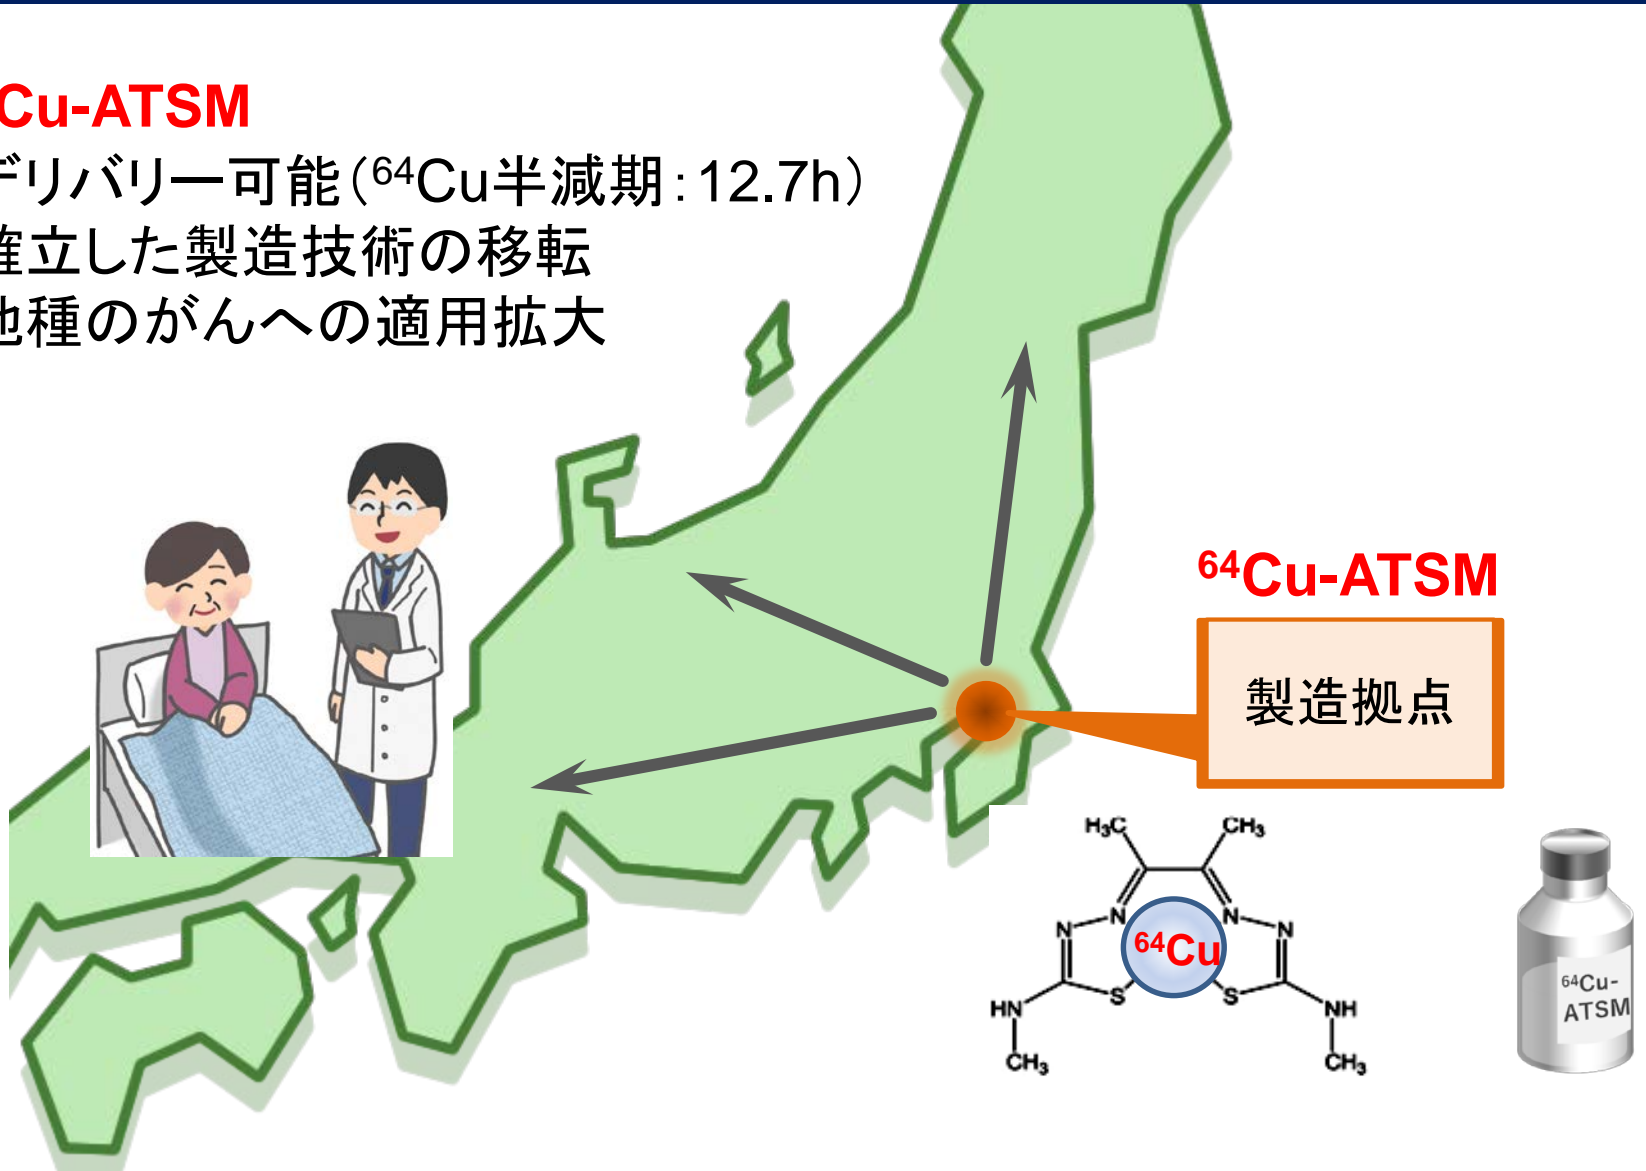 Cu-ATSM
デリバリー可能（⁶⁴Cu半減期：12.7h）
確立した製造技術の移転
他種のがんへの適用拡大
⁶⁴Cu-ATSM
製造拠点
H₃C CH₃
N N N N
⁶⁴Cu
S S
HN NH
CH₃ CH₃
⁶⁴Cu-
ATSM